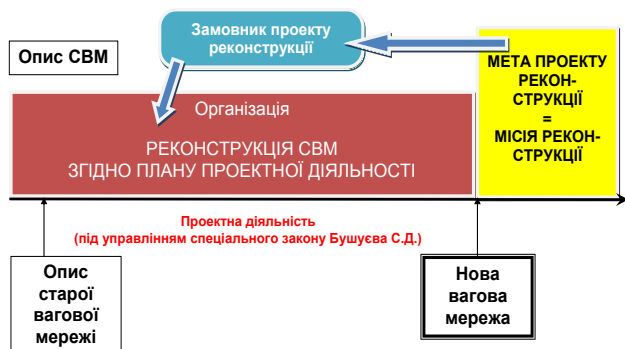 Замовник проекту
реконструкції
Опис СВМ
МЕТА ПРОЕКТУ
РЕКОН-
СТРУКЦІЇ
=
МІСІЯ РЕКОН-
СТРУКЦІЇ
Організація
РЕКОНСТРУКЦІЯ СВМ
ЗГІДНО ПЛАНУ ПРОЕКТНОЇ ДІЯЛЬНОСТІ
Проектна діяльність
(під управлінням спеціального закону Бушуєва С.Д.)
Опис
старої
вагової
мережі
Нова
вагова
мережа